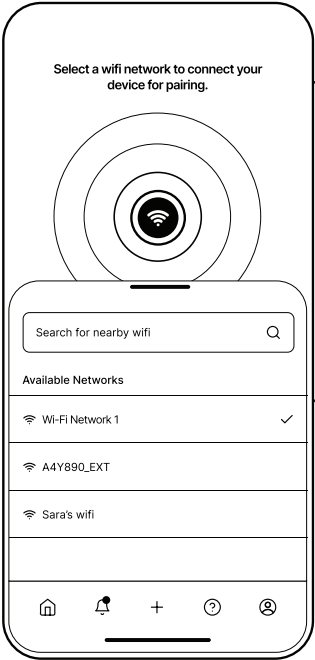 Select a wifi network to connect your
device for pairing.
Search for nearby wifi
Available Networks
Wi-Fi Network 1
A4Y890_EXT
Sara's wifi